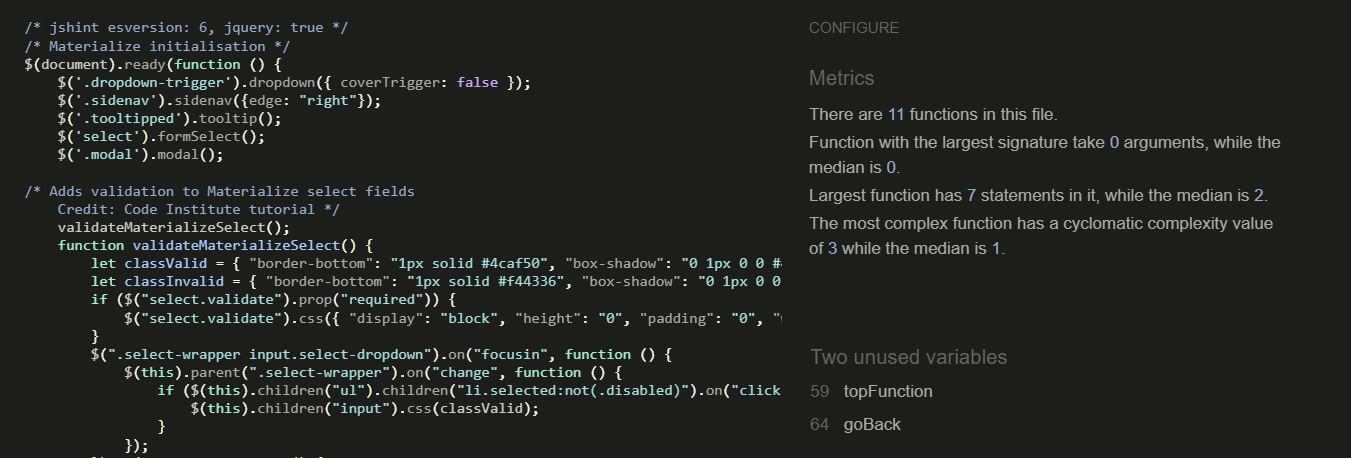 /* jshint esversion: 6, jquery: true */
/* Materialize initialisation */
$(document).ready(function () {
    $('.dropdown-trigger').dropdown({ coverTrigger: false });
    $('.sidenav').sidenav({edge: "right"});
    $('.tooltipped').tooltip();
    $('select').formSelect();
    $('.modal').modal();
/* Adds validation to Materialize select fields
    Credit: Code Institute tutorial */
    validateMaterializeSelect();
    function validateMaterializeSelect() {
        let classValid = { "border-bottom": "1px solid #4caf50", "box-shadow": "0 1px 0 0 #
        let classInvalid = { "border-bottom": "1px solid #f44336", "box-shadow": "0 1px 0 0
        if ($("select.validate").prop("required")) {
            $("select.validate").css({ "display": "block", "height": "0", "padding": "0", "
        }
        $(".select-wrapper input.select-dropdown").on("focusin", function () {
            $(this).parent(".select-wrapper").on("change", function () {
                if ($(this).children("ul").children("li.selected:not(.disabled)").on("click
                    $(this).children("input").css(classValid);
                }
            });
CONFIGURE
Metrics
There are 11 functions in this file.
Function with the largest signature take 0 arguments, while the
median is 0.
Largest function has 7 statements in it, while the median is 2.
The most complex function has a cyclomatic complexity value
of 3 while the median is 1.
Two unused variables
59 topFunction
64 goBack